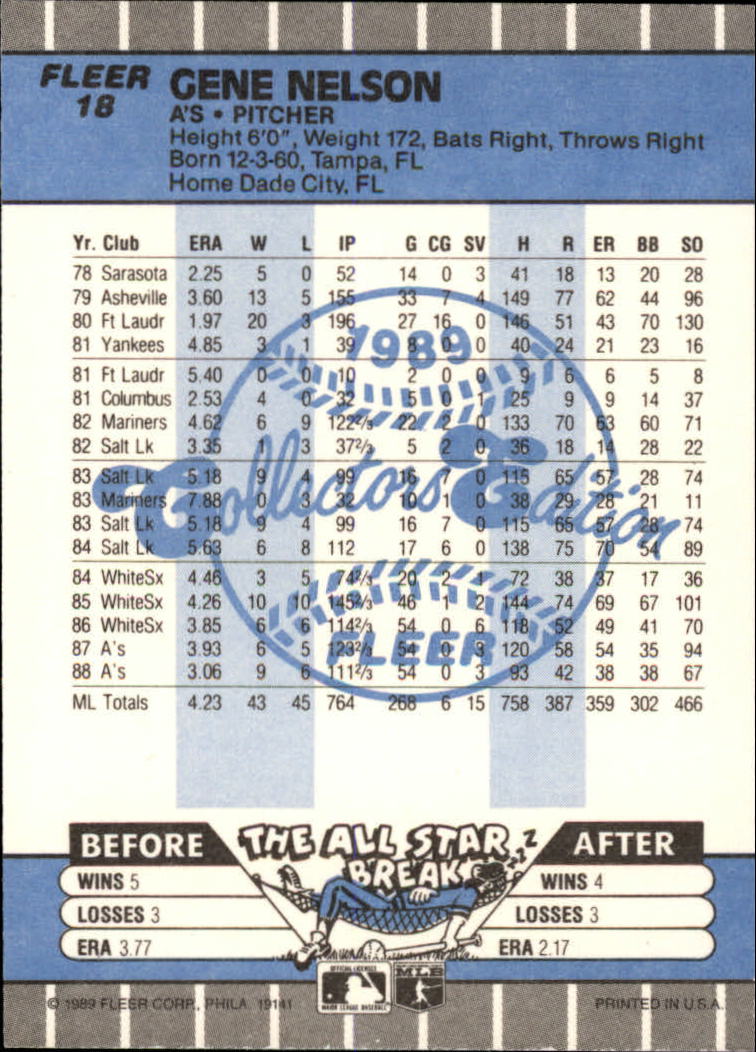 FLEER
18
GENE NELSON
A'S • PITCHER
Height 6'0", Weight 172, Bats Right, Throws Right
Born 12-3-60, Tampa, FL
Home Dade City, FL
Yr. Club ERA W L IP G CG SV H R ER BB SO
78 Sarasota 2.25 5 0 52 14 0 3 41 18 13 20 28
79 Asheville 3.60 13 5 155 33 7 4 149 77 62 44 96
80 Ft Laudr 1.97 20 3 196 27 16 0 146 51 43 70 130
81 Yankees 4.85 3 1 39 8 0 0 40 24 21 23 16
81 Ft Laudr 5.40 0 0 10 2 0 0 9 6 6 5 8
81 Columbus 2.53 4 0 32 5 0 1 25 9 9 14 37
82 Mariners 4.62 6 9 122⅔ 22 2 0 133 70 63 60 71
82 Salt Lk 3.35 1 3 37⅔ 5 2 0 36 18 14 28 22
83 Salt Lk 5.18 9 4 99 16 7 0 115 65 57 28 74
83 Mariners 7.88 0 3 32 10 1 0 38 29 28 21 11
83 Salt Lk 5.18 9 4 99 16 7 0 115 65 57 28 74
84 Salt Lk 5.63 6 8 112 17 6 0 138 75 70 54 89
84 WhiteSx 4.46 3 5 74⅔ 20 2 1 72 38 37 17 36
85 WhiteSx 4.26 10 10 145⅔ 46 1 2 144 74 69 67 101
86 WhiteSx 3.85 6 6 114⅔ 54 0 6 118 52 49 41 70
87 A's 3.93 6 5 123⅔ 54 0 3 120 58 54 35 94
88 A's 3.06 9 6 111⅔ 54 0 3 93 42 38 38 67
ML Totals 4.23 43 45 764 268 6 15 758 387 359 302 466
1989
Collectors' Edition
FLEER
BEFORE
THE ALL STAR
BREAK
ZZZ
AFTER
WINS 5
WINS 4
LOSSES 3
LOSSES 3
ERA 3.77
ERA 2.17
OFFICIAL LICENSEE
MAJOR LEAGUE BASEBALL
MLB
© 1989 FLEER CORP., PHILA. 19141
PRINTED IN U.S.A.